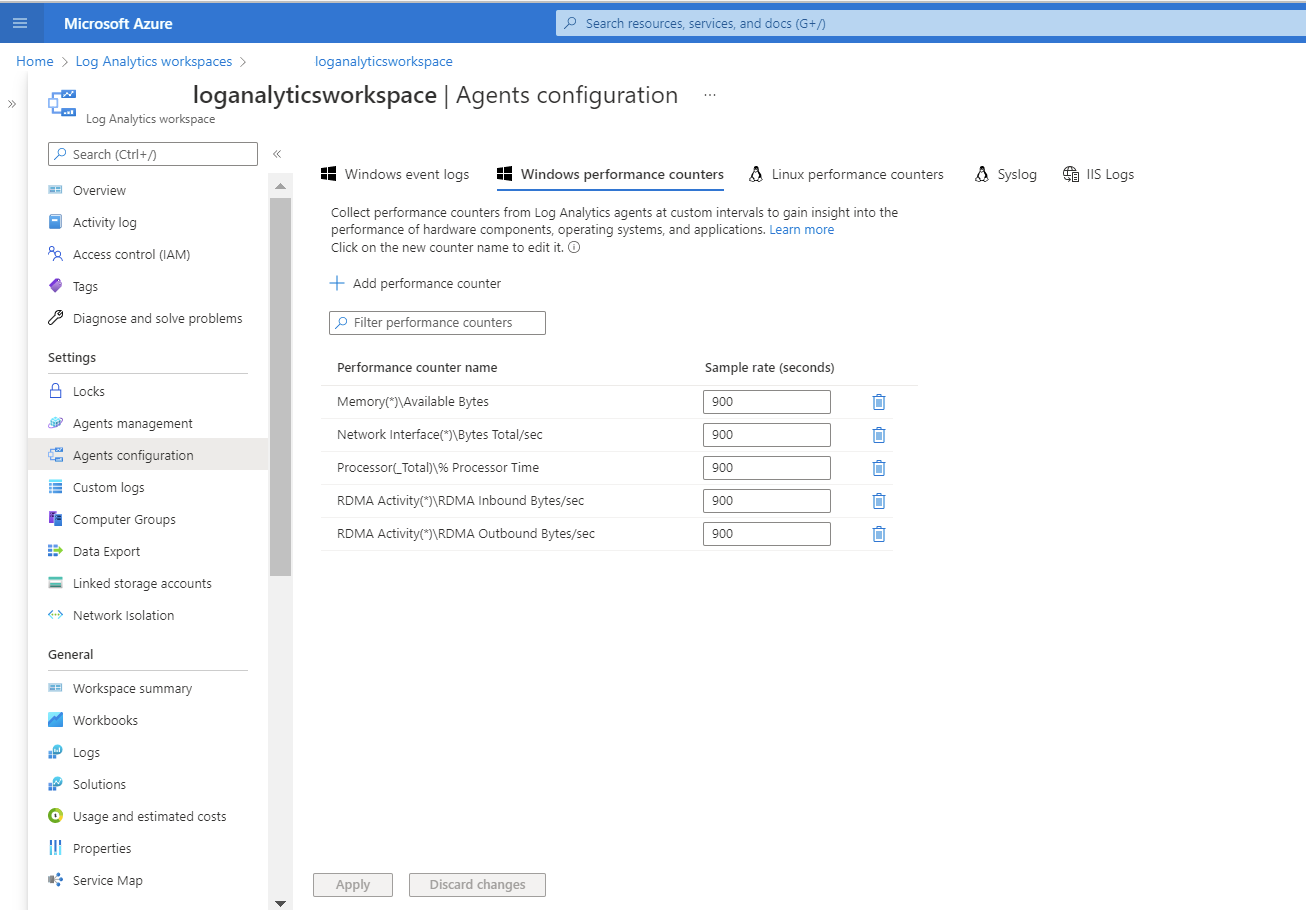 Microsoft Azure
Search resources, services, and docs (G+/)
Home > Log Analytics workspaces > loganalyticsworkspace
»
loganalyticsworkspace | Agents configuration ...
Log Analytics workspace
Search (Ctrl+/)
«
Overview
Activity log
Access control (IAM)
Tags
Diagnose and solve problems
Settings
Locks
Agents management
Agents configuration
Custom logs
Computer Groups
Data Export
Linked storage accounts
Network Isolation
General
Workspace summary
Workbooks
Logs
Solutions
Usage and estimated costs
Properties
Service Map
Windows event logs Windows performance counters Linux performance counters Syslog IIS Logs
Collect performance counters from Log Analytics agents at custom intervals to gain insight into the
performance of hardware components, operating systems, and applications. Learn more
Click on the new counter name to edit it.
Add performance counter
Filter performance counters
Performance counter name Sample rate (seconds)
Memory(*)\Available Bytes 900
Network Interface(*)\Bytes Total/sec 900
Processor(_Total)\% Processor Time 900
RDMA Activity(*)\RDMA Inbound Bytes/sec 900
RDMA Activity(*)\RDMA Outbound Bytes/sec 900
Apply Discard changes